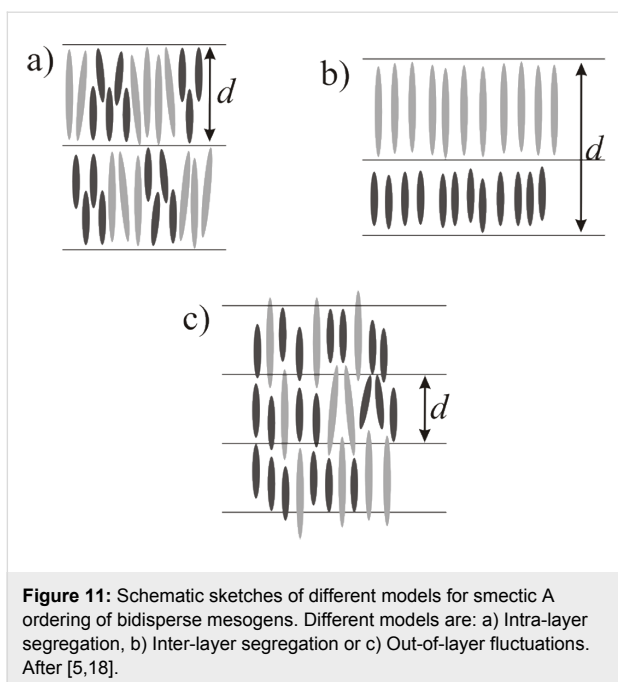 a)
d
b)
d
c)
d
Figure 11: Schematic sketches of different models for smectic A
ordering of bidisperse mesogens. Different models are: a) Intra-layer
segregation, b) Inter-layer segregation or c) Out-of-layer fluctuations.
After [5,18].